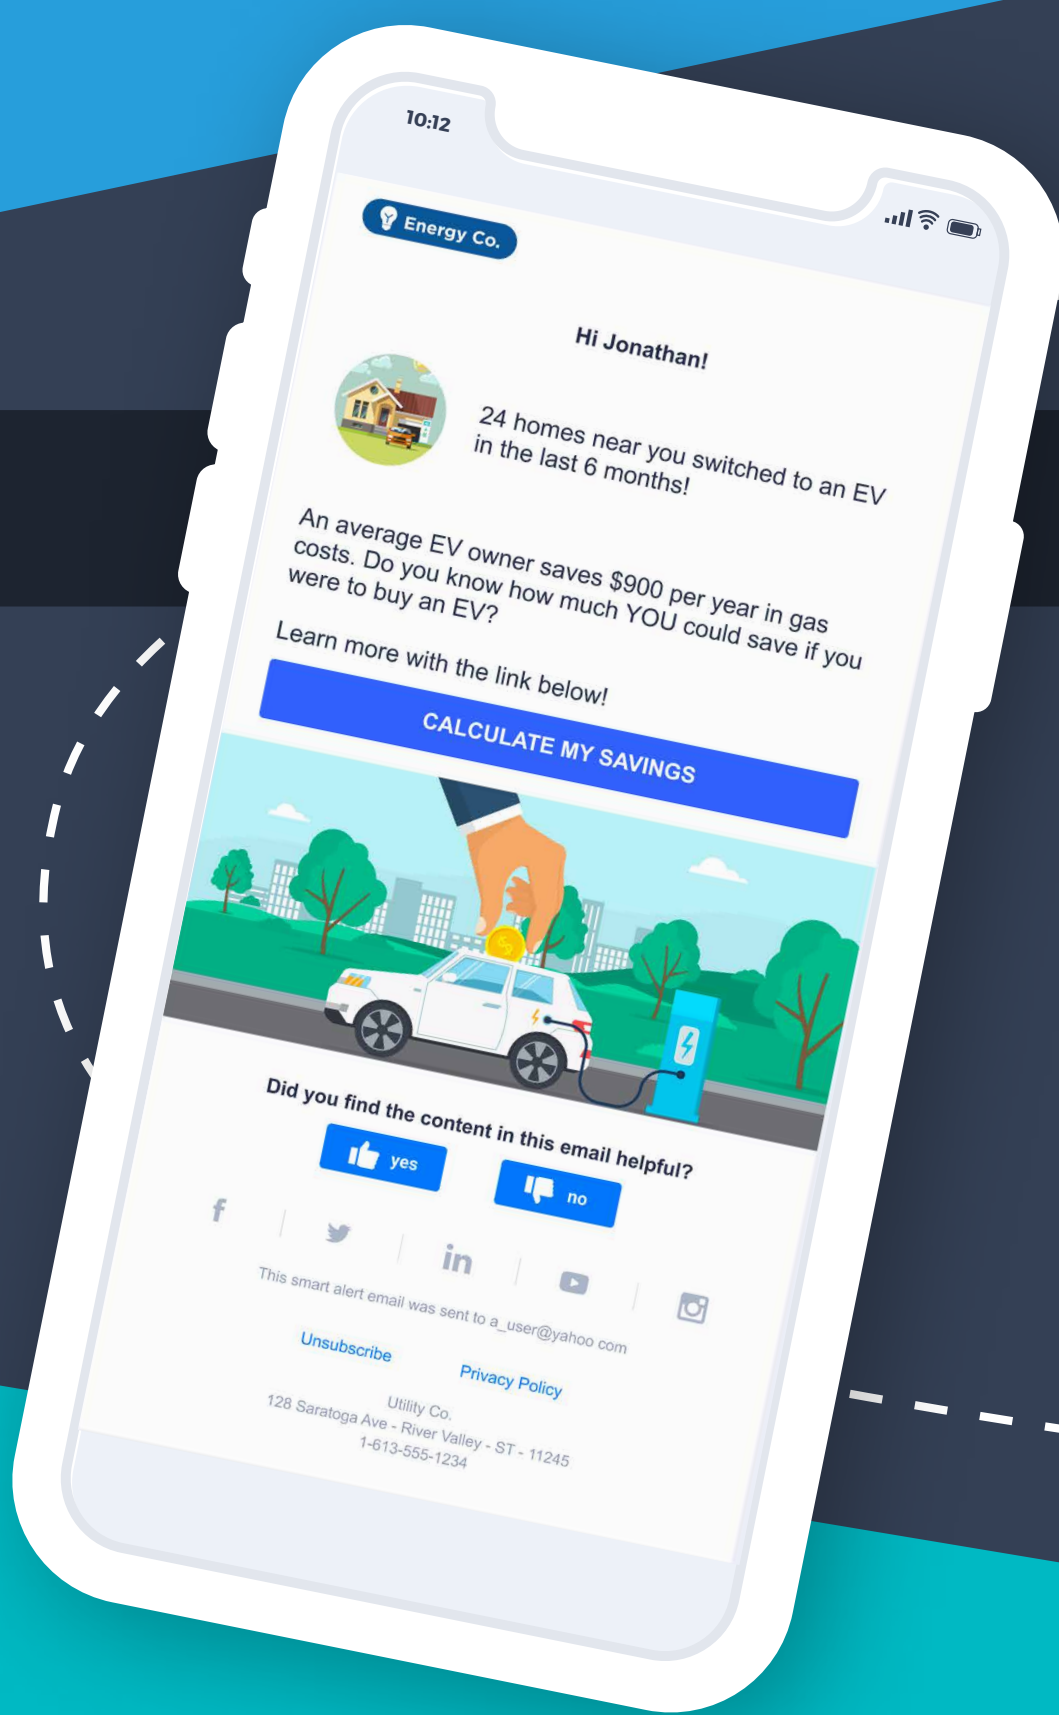 10:12
Energy Co.
Hi Jonathan!
24 homes near you switched to an EV
in the last 6 months!
An average EV owner saves $900 per year in gas
costs. Do you know how much YOU could save if you
were to buy an EV?
Learn more with the link below!
CALCULATE MY SAVINGS
$
Did you find the content in this email helpful?
yes
no
This smart alert email was sent to a_user@yahoo com
Unsubscribe
Privacy Policy
Utility Co.
128 Saratoga Ave - River Valley - ST - 11245
1-613-555-1234